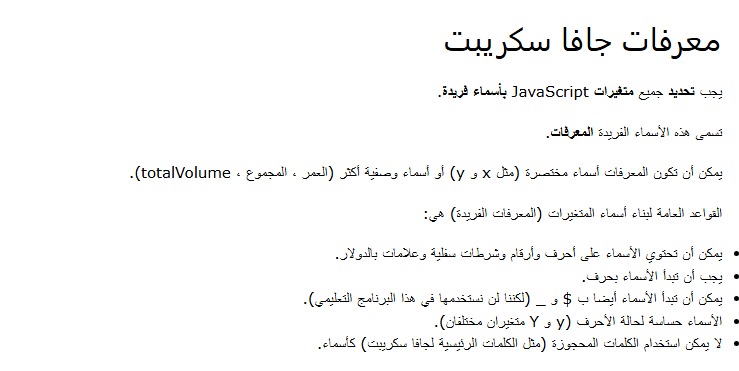 معرفات جافا سكريبت
يجب تحديد جميع متغيرات JavaScript بأسماء فريدة.
تسمى هذه الأسماء الفريدة المعرفات.
يمكن أن تكون المعرفات أسماء مختصرة (مثل x و y) أو أسماء وصفية أكثر (العمر ، المجموع ، totalVolume).
القواعد العامة لبناء أسماء المتغيرات (المعرفات الفريدة) هي:
• يمكن أن تحتوي الأسماء على أحرف وأرقام وشرطات سفلية وعلامات بالدولار.
• يجب أن تبدأ الأسماء بحرف.
• يمكن أن تبدأ الأسماء أيضا ب $ و _ (لكننا لن نستخدمها في هذا البرنامج التعليمي).
• الأسماء حساسة لحالة الأحرف (y و Y متغيران مختلفان).
• لا يمكن استخدام الكلمات المحجوزة (مثل الكلمات الرئيسية لجافا سكريبت) كأسماء.